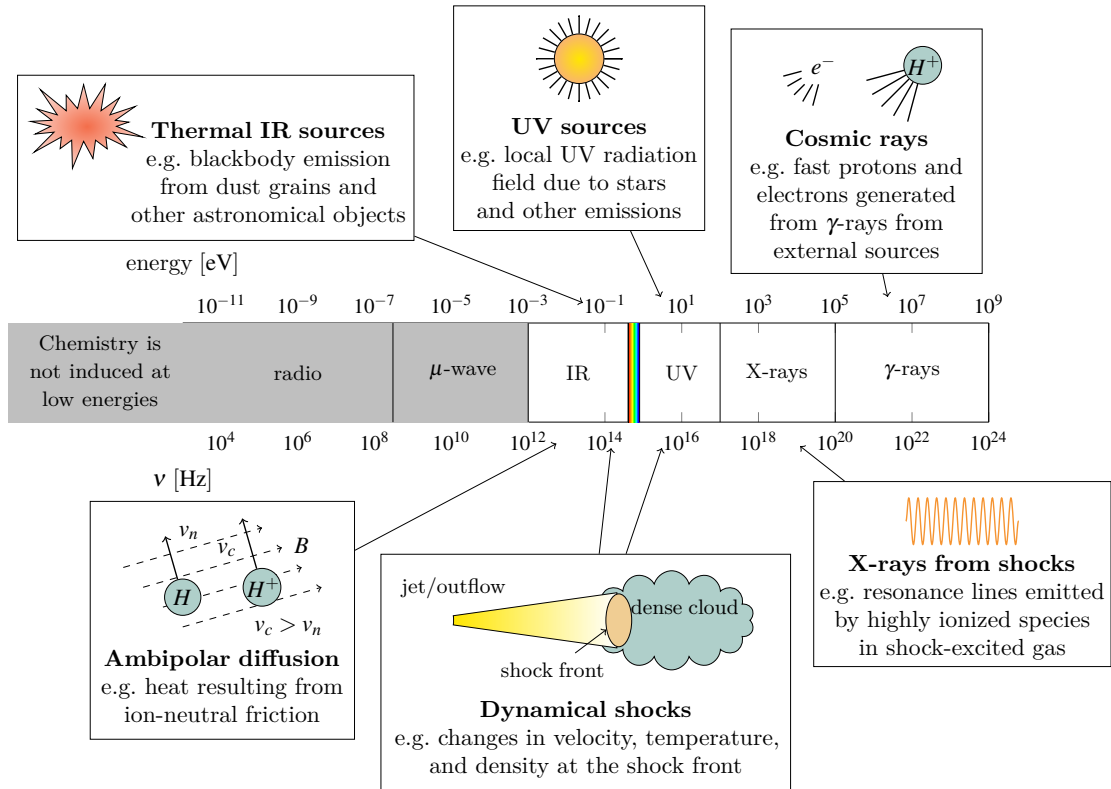 Thermal IR sources
e.g. blackbody emission
from dust grains and
other astronomical objects
UV sources
e.g. local UV radiation
field due to stars
and other emissions
e⁻
H⁺
Cosmic rays
e.g. fast protons and
electrons generated
from γ-rays from
external sources
energy [eV]
10⁻¹¹ 10⁻⁹ 10⁻⁷ 10⁻⁵ 10⁻³ 10⁻¹ 10¹ 10³ 10⁵ 10⁷ 10⁹
Chemistry is
not induced at
low energies
radio
μ-wave
IR
UV
X-rays
γ-rays
10⁴ 10⁶ 10⁸ 10¹⁰ 10¹² 10¹⁴ 10¹⁶ 10¹⁸ 10²⁰ 10²² 10²⁴
ν [Hz]
vₙ
v_c
B
H
H⁺
v_c > vₙ
Ambipolar diffusion
e.g. heat resulting from
ion-neutral friction
jet/outflow
dense cloud
shock front
Dynamical shocks
e.g. changes in velocity, temperature,
and density at the shock front
X-rays from shocks
e.g. resonance lines emitted
by highly ionized species
in shock-excited gas